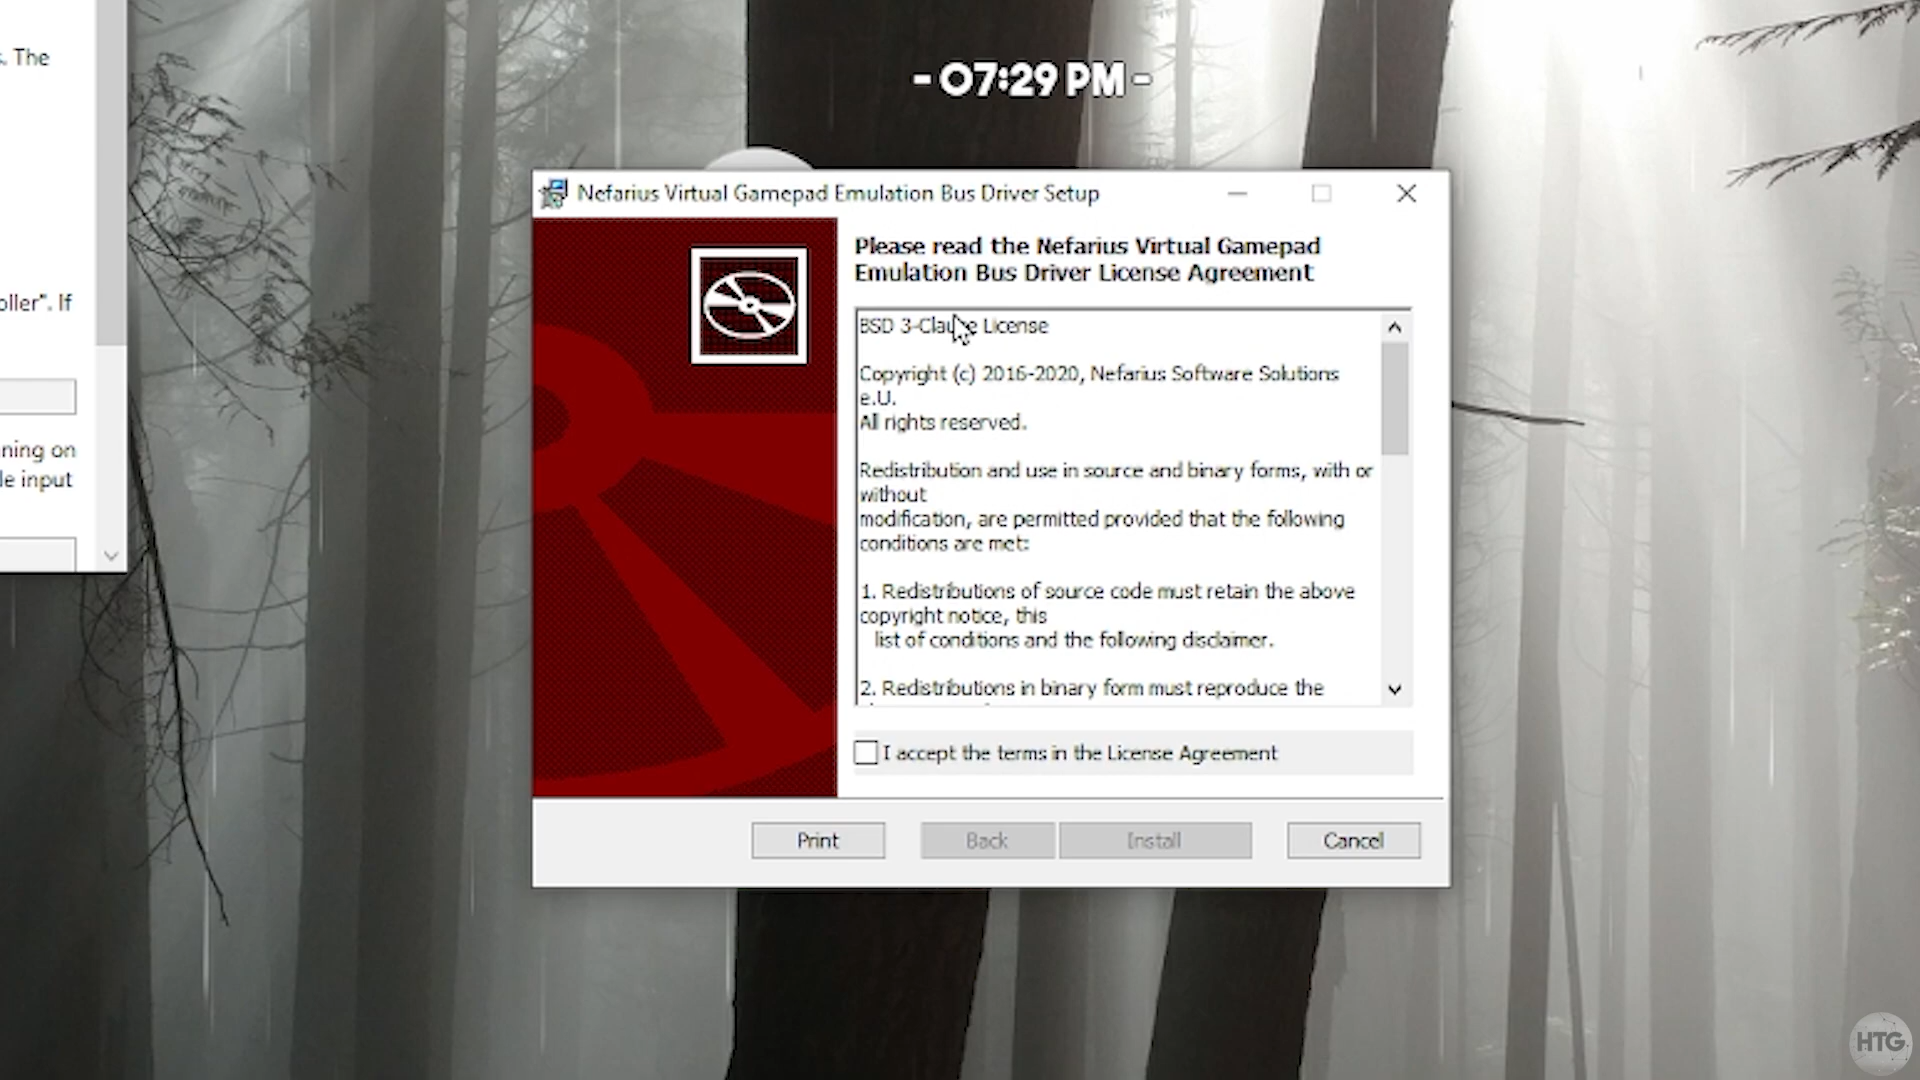 s. The
oller". If
ning on
le input
- 07:29 PM -
Nefarius Virtual Gamepad Emulation Bus Driver Setup
Please read the Nefarius Virtual Gamepad
Emulation Bus Driver License Agreement
BSD 3-Clause License
Copyright (c) 2016-2020, Nefarius Software Solutions
e.U.
All rights reserved.
Redistribution and use in source and binary forms, with or
without
modification, are permitted provided that the following
conditions are met:
1. Redistributions of source code must retain the above
copyright notice, this
list of conditions and the following disclaimer.
2. Redistributions in binary form must reproduce the
I accept the terms in the License Agreement
Print
Back
Install
Cancel
HTG